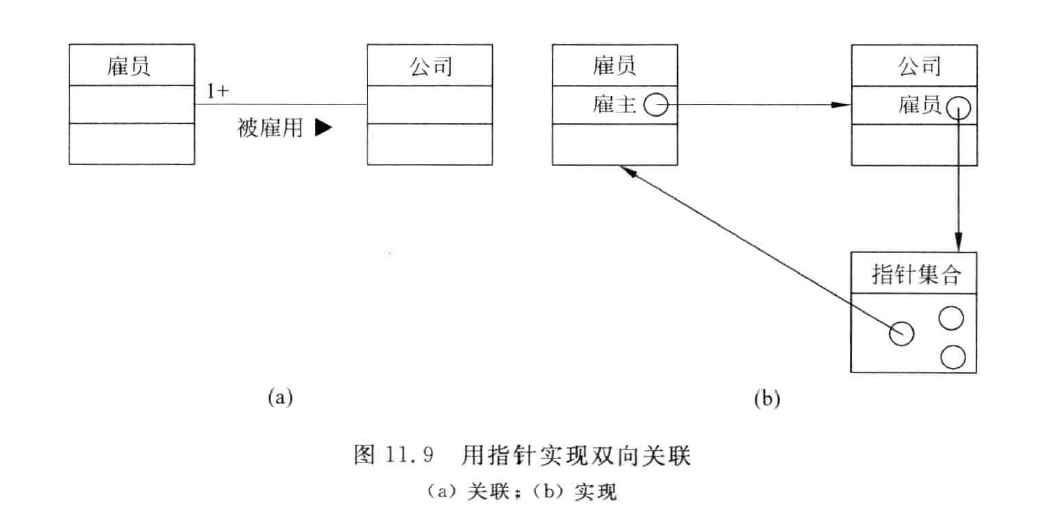 雇员
1+
被雇用 ▶
公司
雇员
雇主
公司
雇员
指针集合
(a)
(b)
图 11.9 用指针实现双向关联
(a) 关联；(b) 实现